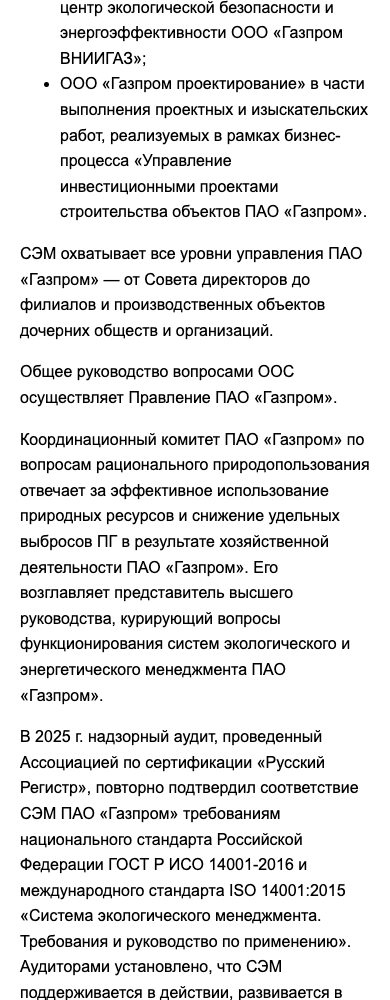 центр экологической безопасности и
энергоэффективности ООО «Газпром
ВНИИГАЗ»;
• ООО «Газпром проектирование» в части
выполнения проектных и изыскательских
работ, реализуемых в рамках бизнес-
процесса «Управление
инвестиционными проектами
строительства объектов ПАО «Газпром».
СЭМ охватывает все уровни управления ПАО
«Газпром» — от Совета директоров до
филиалов и производственных объектов
дочерних обществ и организаций.
Общее руководство вопросами ООС
осуществляет Правление ПАО «Газпром».
Координационный комитет ПАО «Газпром» по
вопросам рационального природопользования
отвечает за эффективное использование
природных ресурсов и снижение удельных
выбросов ПГ в результате хозяйственной
деятельности ПАО «Газпром». Его
возглавляет представитель высшего
руководства, курирующий вопросы
функционирования систем экологического и
энергетического менеджмента ПАО
«Газпром».
В 2025 г. надзорный аудит, проведенный
Ассоциацией по сертификации «Русский
Регистр», повторно подтвердил соответствие
СЭМ ПАО «Газпром» требованиям
национального стандарта Российской
Федерации ГОСТ Р ИСО 14001-2016 и
международного стандарта ISO 14001:2015
«Система экологического менеджмента.
Требования и руководство по применению».
Аудиторами установлено, что СЭМ
поддерживается в действии, развивается в